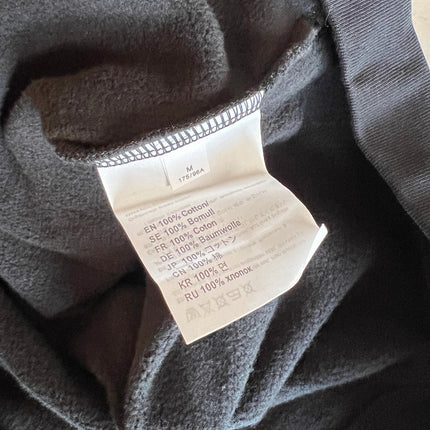 M
175/96A
EN 100% Cotton/
SE 100% Bomull
FR 100% Coton
DE 100% Baumwolle
JP 100% コットン
CN 100% 棉
KR 100% 면
RU 100% хлопок